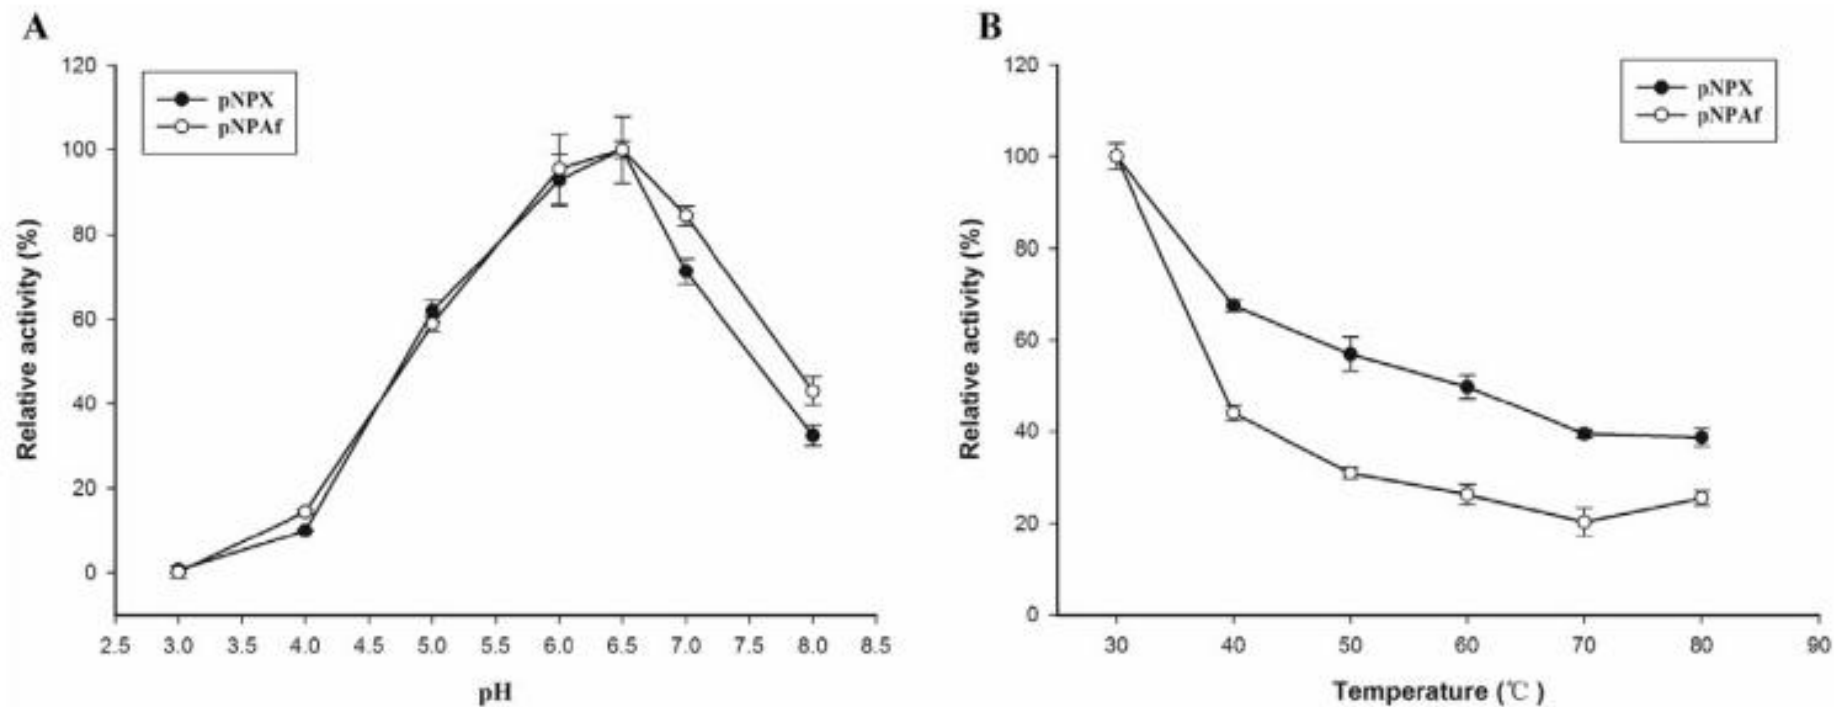 A
pNPX
pNPAf
Relative activity (%)
120
100
80
60
40
20
0
2.5 3.0 3.5 4.0 4.5 5.0 5.5 6.0 6.5 7.0 7.5 8.0 8.5
pH
B
pNPX
pNPAf
Relative activity (%)
120
100
80
60
40
20
0
30 40 50 60 70 80 90
Temperature (℃)